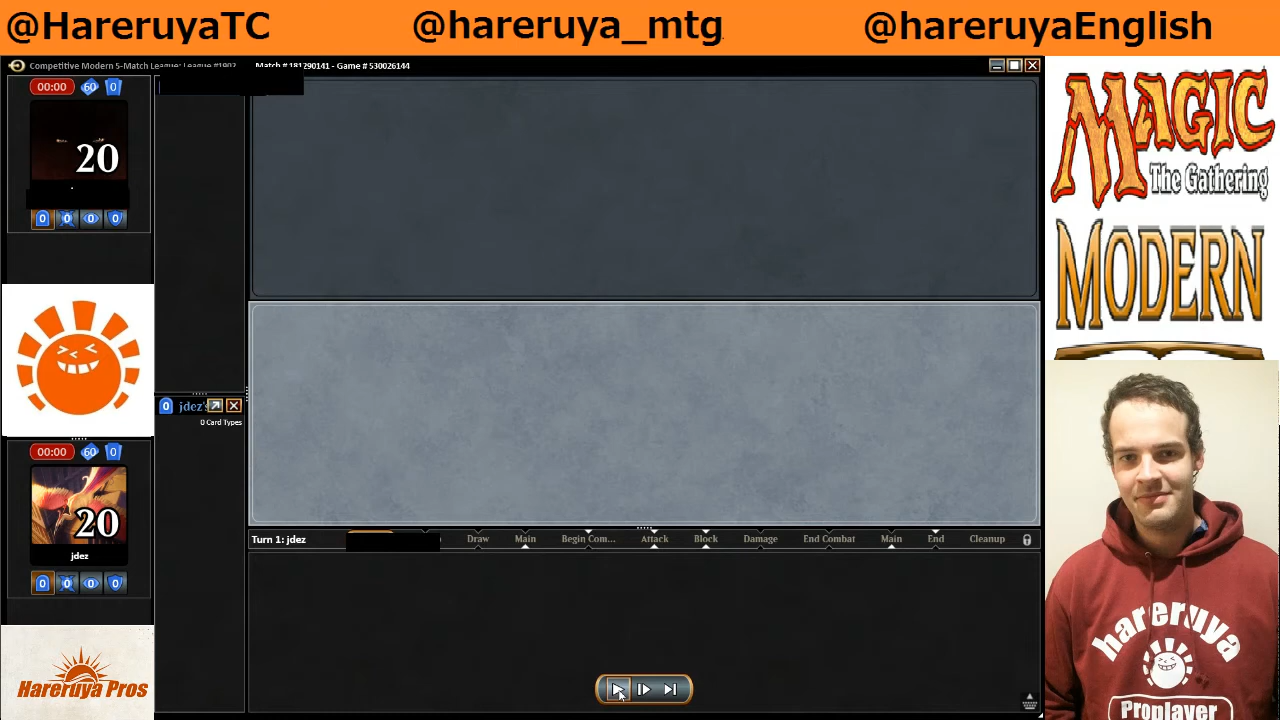 @HareruyaTC @hareruya_mtg @hareruyaEnglish
Match # 181290141 - Game # 530026144
00:00 60 0
20
0 0 0 0
0 jdez's
0 Card Types
00:00 60 0
20
jdez
0 0 0 0
Turn 1: jdez Draw Main Begin Com... Attack Block Damage End Combat Main End Cleanup
Hareruya Pros
MAGIC
The Gathering
MODERN
hareruya
Proplayer